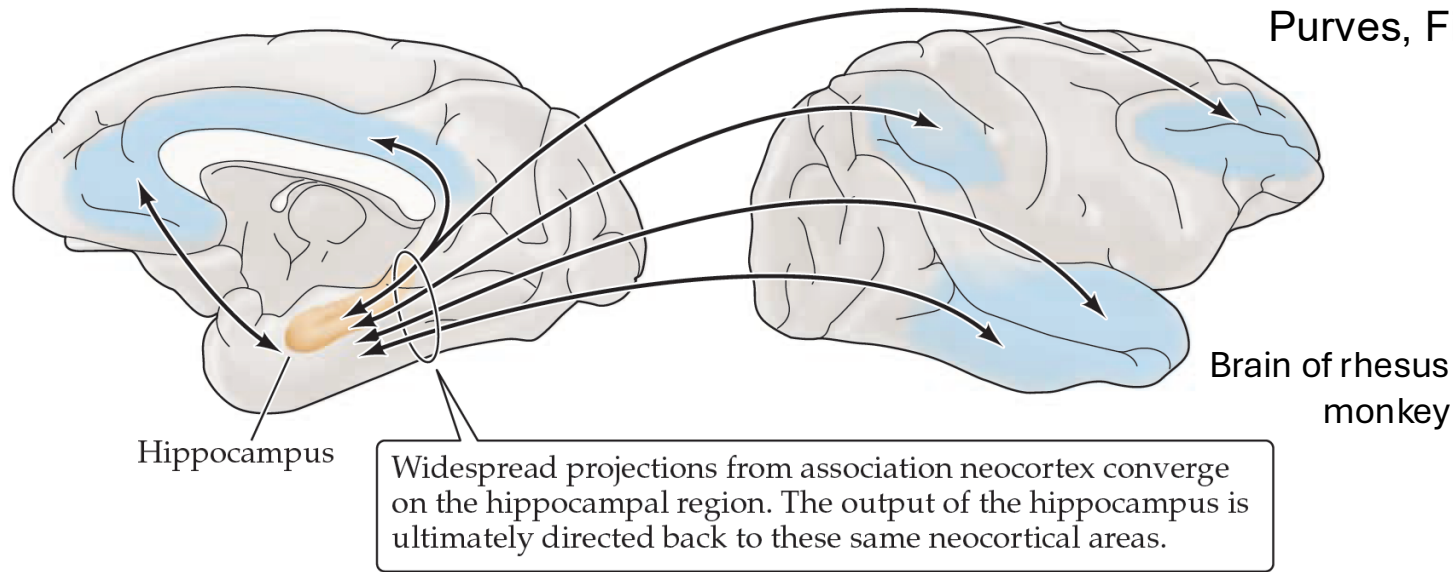 Purves, F
Brain of rhesus
monkey
Hippocampus
Widespread projections from association neocortex converge
on the hippocampal region. The output of the hippocampus is
ultimately directed back to these same neocortical areas.